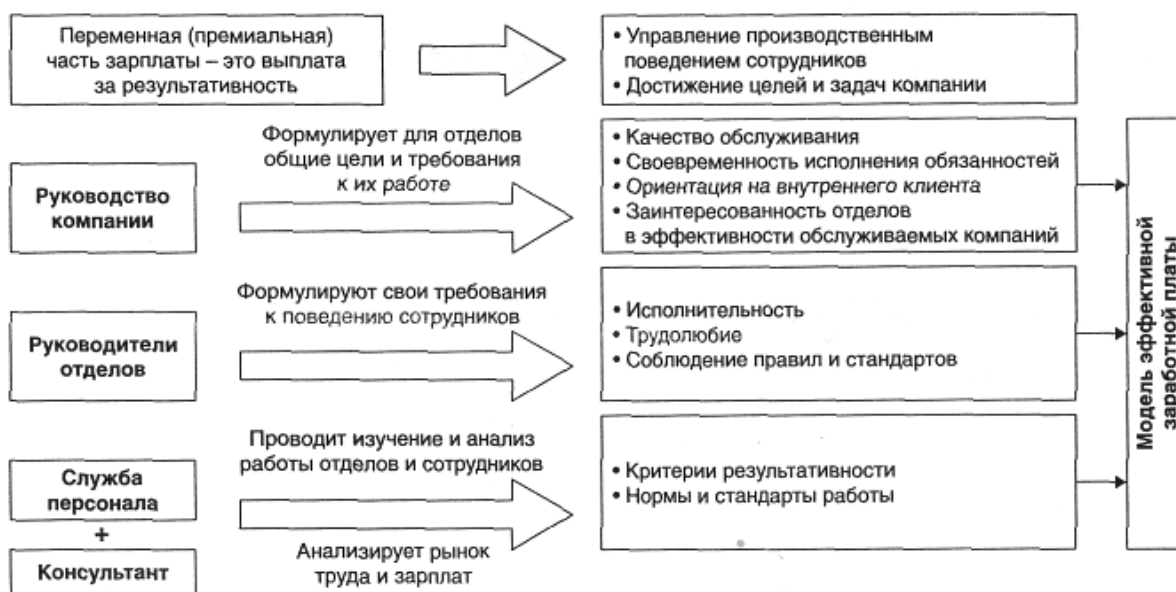 Переменная (премиальная)
часть зарплаты – это выплата
за результативность
• Управление производственным
поведением сотрудников
• Достижение целей и задач компании
Руководство
компании
Формулирует для отделов
общие цели и требования
к их работе
• Качество обслуживания
• Своевременность исполнения обязанностей
• Ориентация на внутреннего клиента
• Заинтересованность отделов
в эффективности обслуживаемых компаний
Руководители
отделов
Формулируют свои требования
к поведению сотрудников
• Исполнительность
• Трудолюбие
• Соблюдение правил и стандартов
Служба
персонала
+
Консультант
Проводит изучение и анализ
работы отделов и сотрудников
Анализирует рынок
труда и зарплат
• Критерии результативности
• Нормы и стандарты работы
Модель эффективной
заработной платы